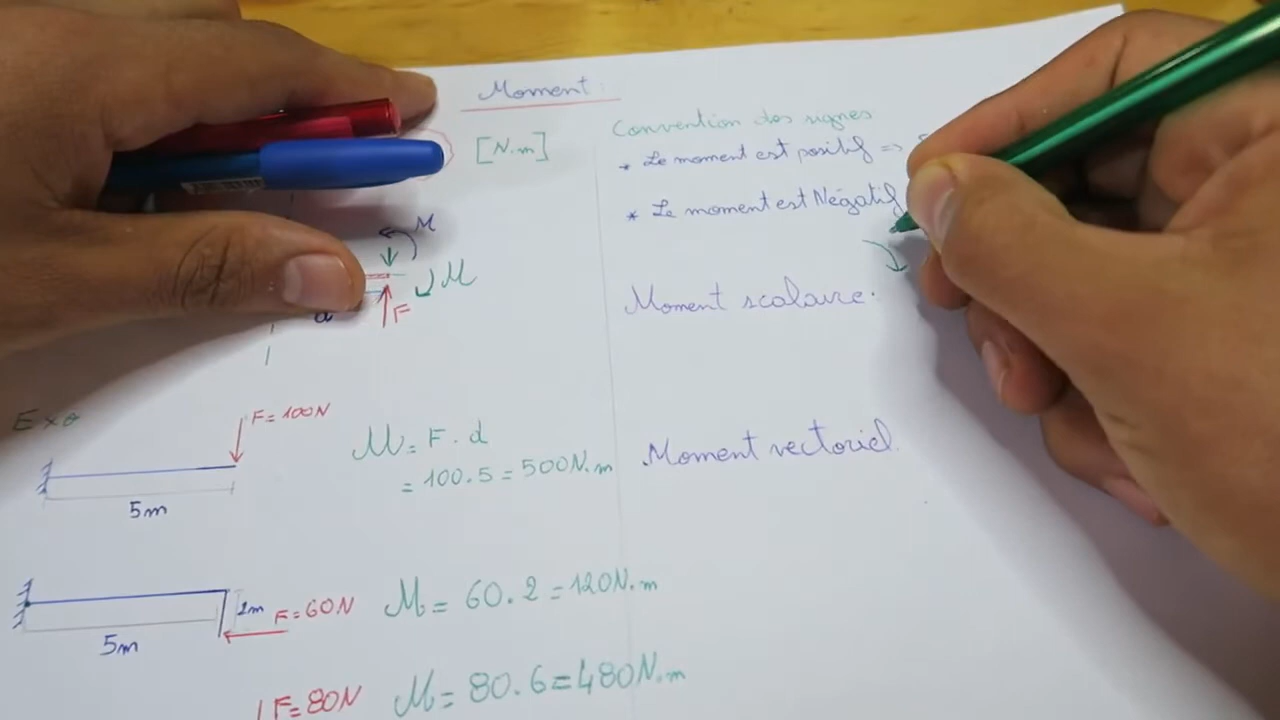 Moment:
[N.m]
Convention des signes
* Le moment est positif =>
* Le moment est Négatif
M
M
F
d
Moment scalaire.
Exo
F=100N
5m
M = F.d
= 100.5 = 500N.m
Moment vectoriel.
2m
F=60N
5m
M = 60.2 = 120N.m
F=80N
M = 80.6 = 480N.m